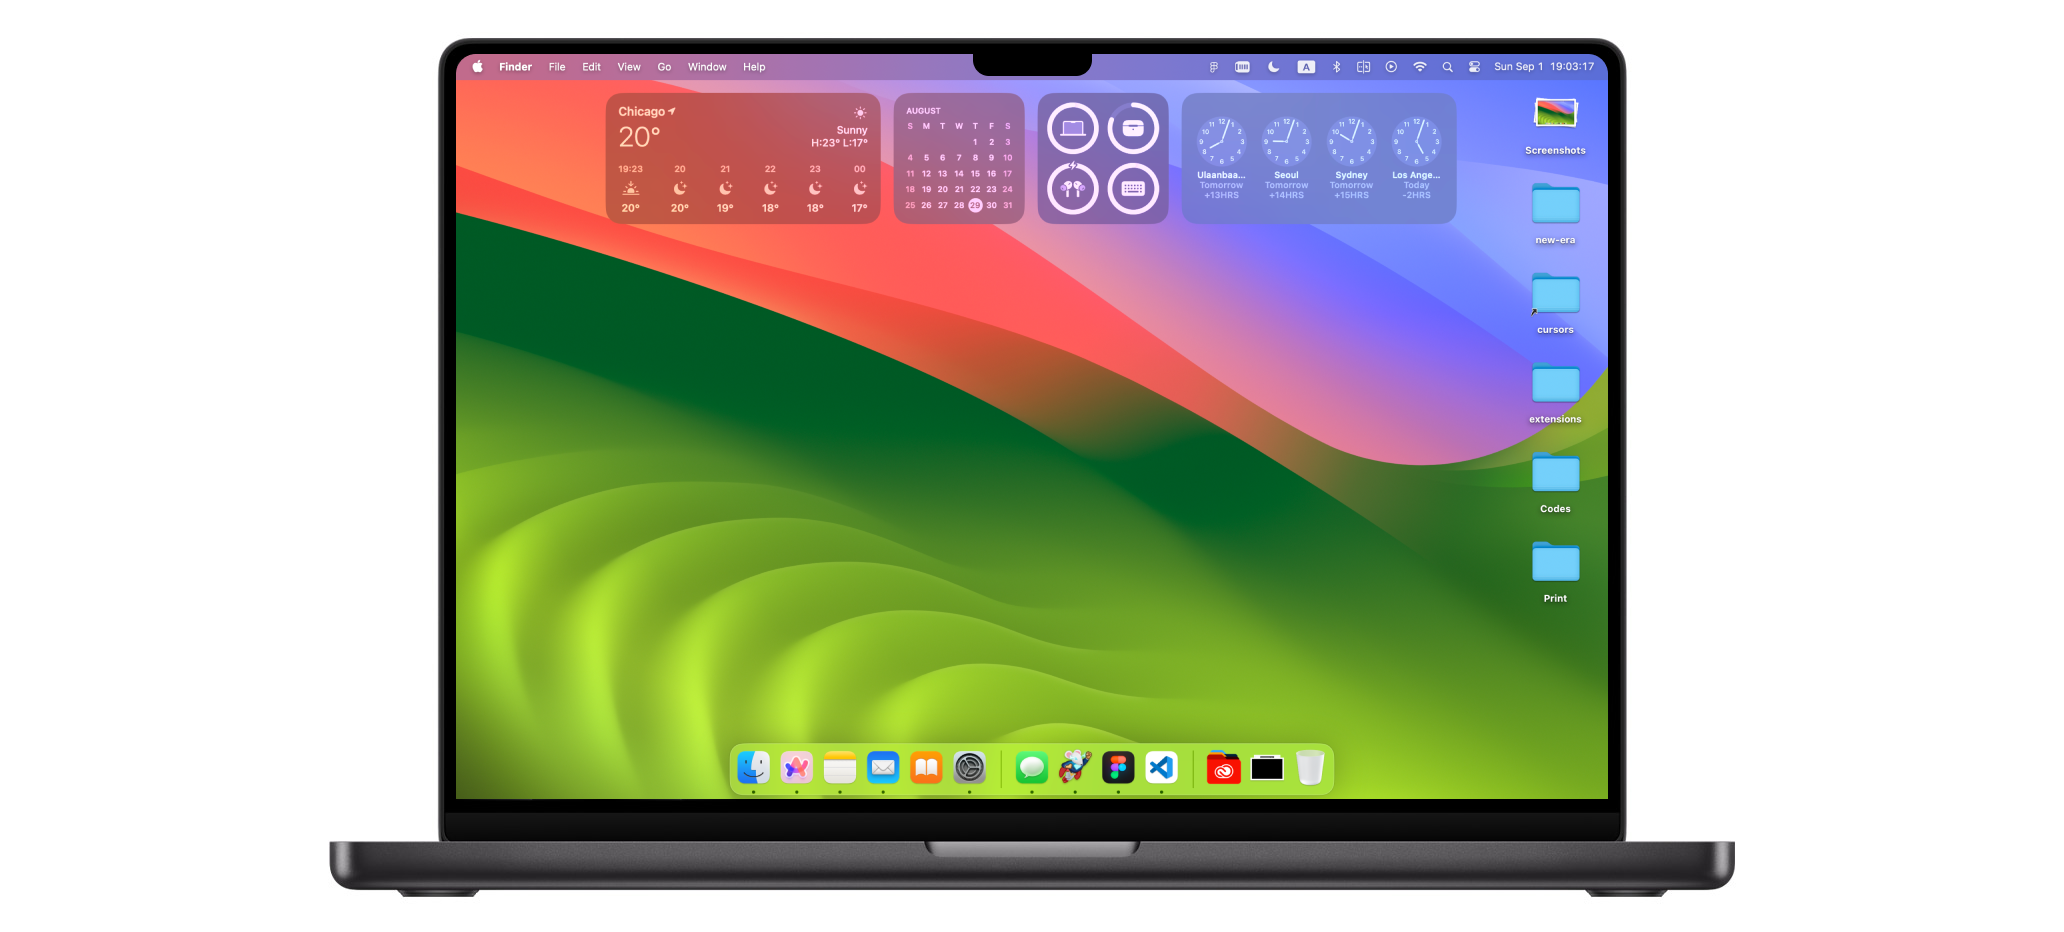 Finder File Edit View Go Window Help
A
Sun Sep 1 19:03:17
Chicago
20°
Sunny
H:23° L:17°
19:23 20 21 22 23 00
20° 20° 19° 18° 18° 17°
AUGUST
S M T W T F S
1 2 3
4 5 6 7 8 9 10
11 12 13 14 15 16 17
18 19 20 21 22 23 24
25 26 27 28 29 30 31
Ulaanbaa...
Tomorrow
+13HRS
Seoul
Tomorrow
+14HRS
Sydney
Tomorrow
+15HRS
Los Ange...
Today
-2HRS
Screenshots
new-era
cursors
extensions
Codes
Print